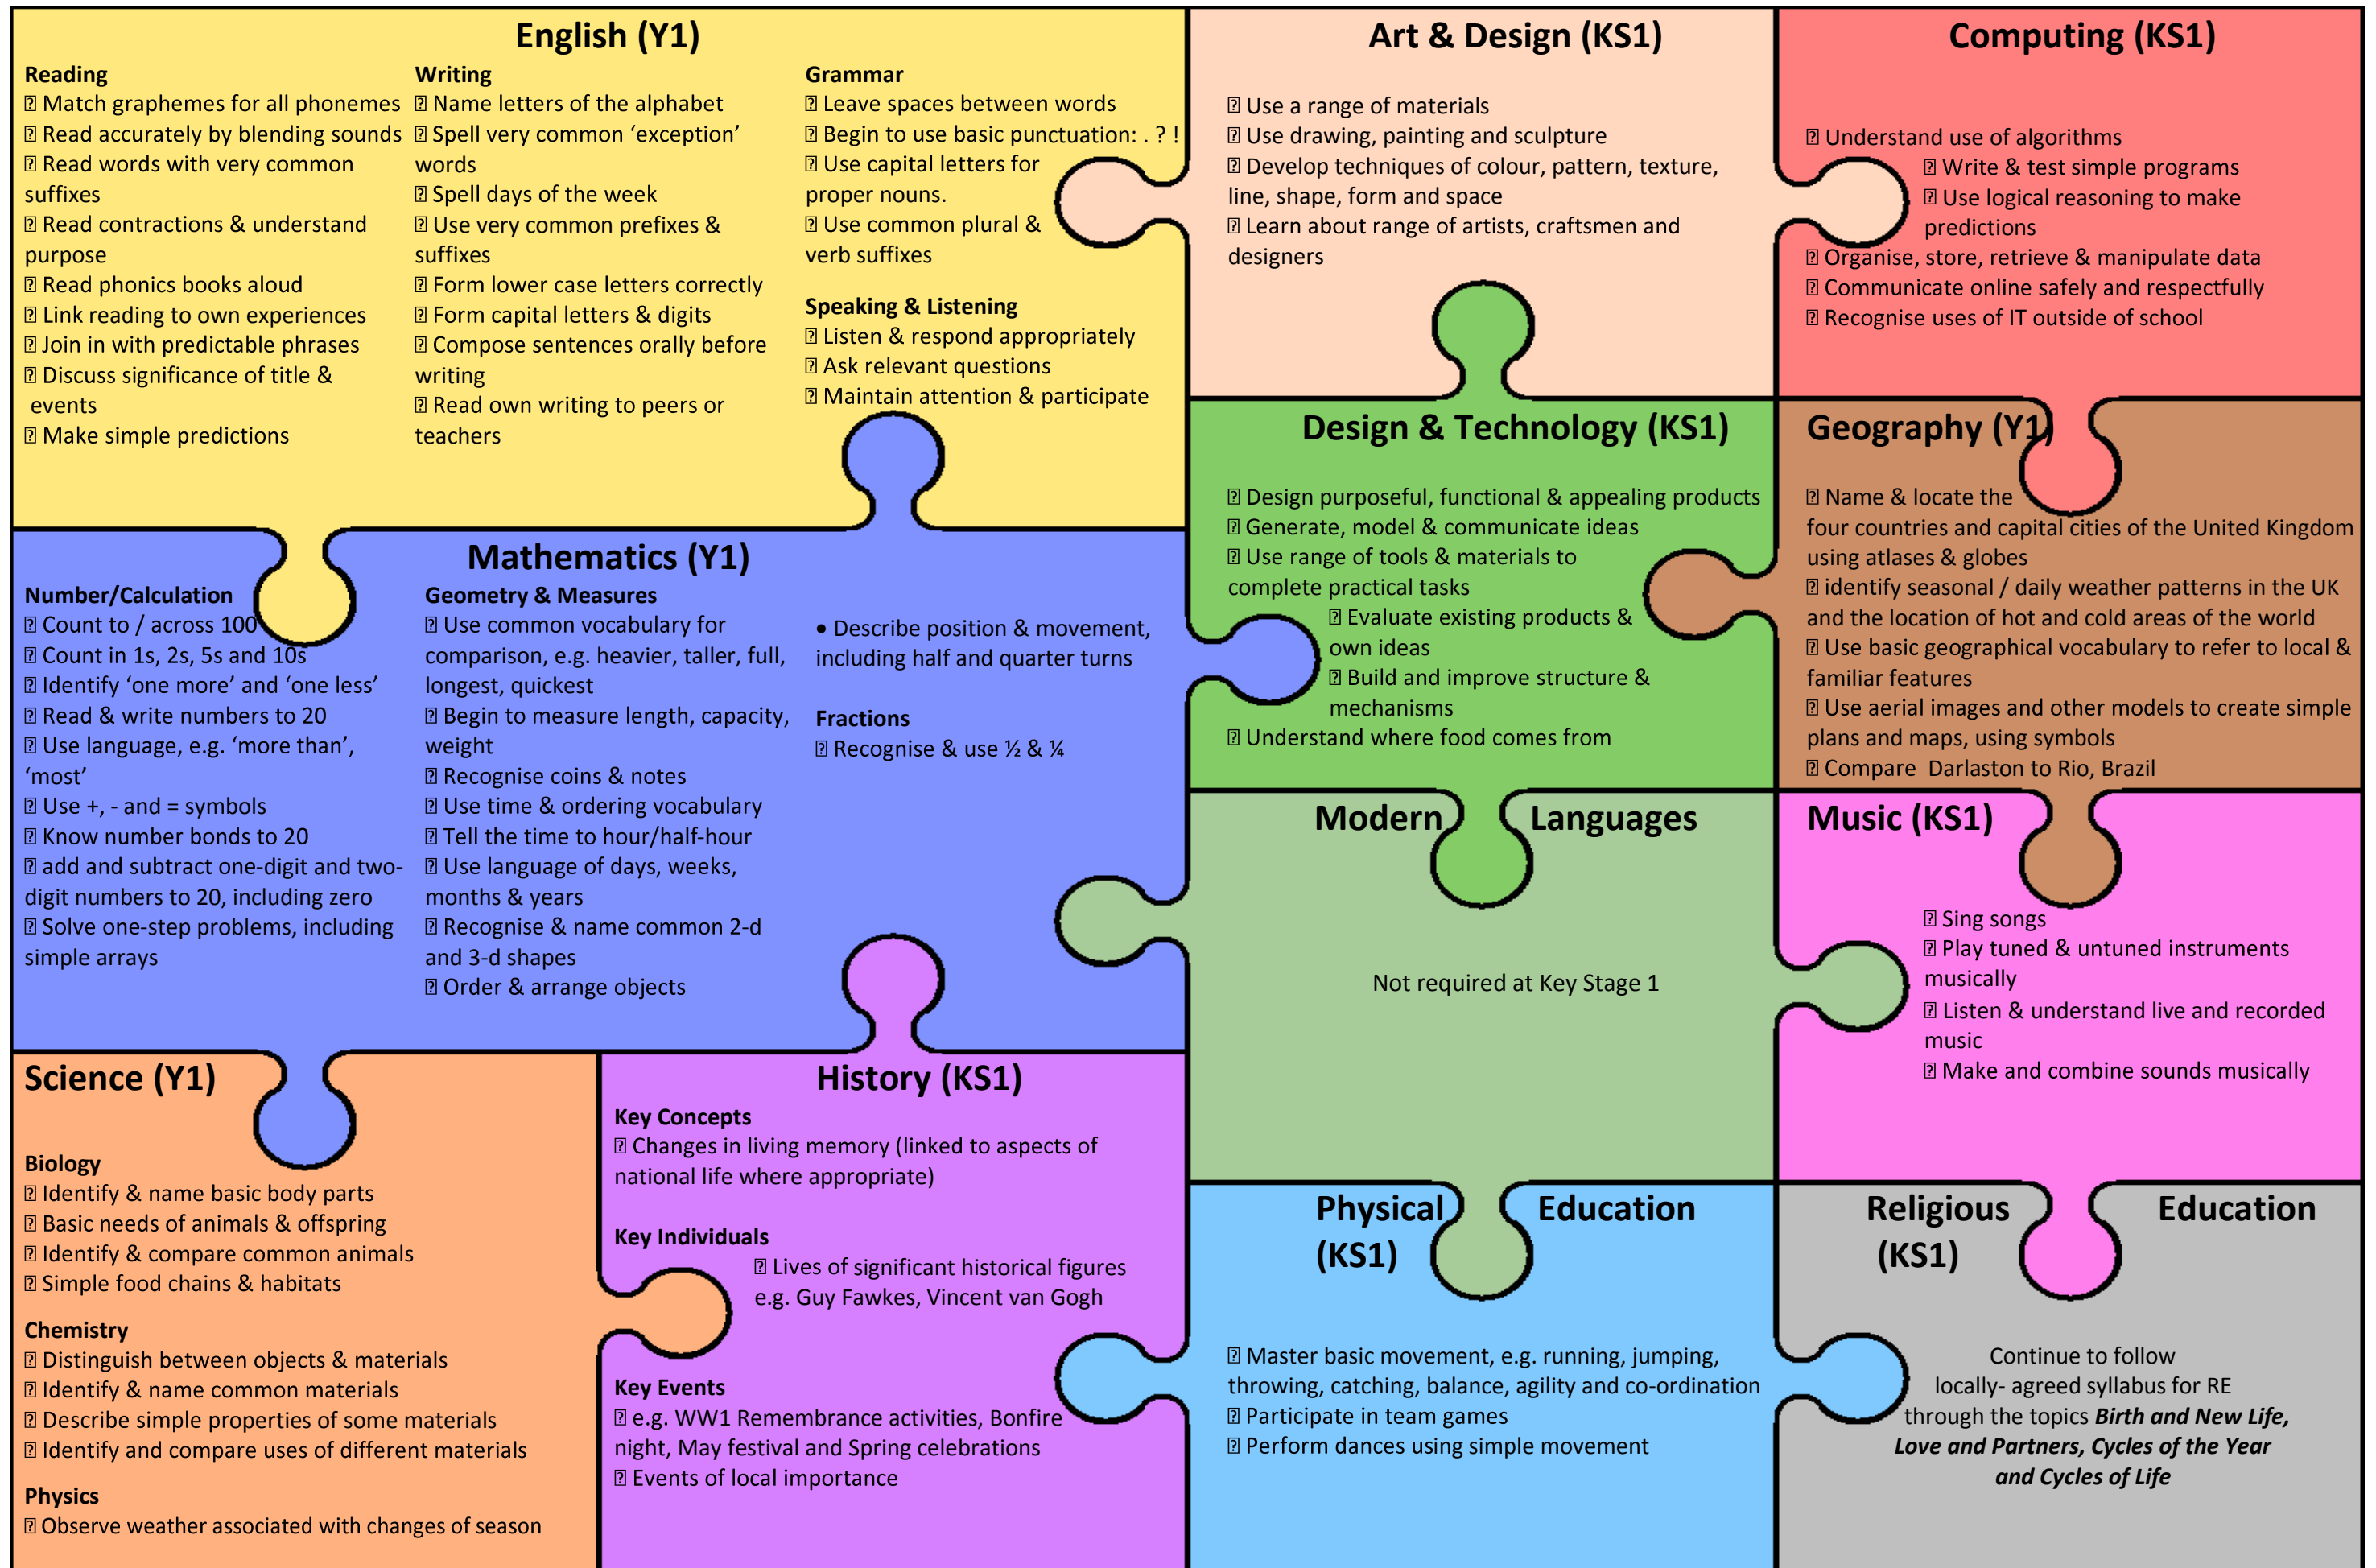 English (Y1)
Reading
⍰ Match graphemes for all phonemes
⍰ Read accurately by blending sounds
⍰ Read words with very common
suffixes
⍰ Read contractions & understand
purpose
⍰ Read phonics books aloud
⍰ Link reading to own experiences
⍰ Join in with predictable phrases
⍰ Discuss significance of title &
events
⍰ Make simple predictions
Writing
⍰ Name letters of the alphabet
⍰ Spell very common ‘exception’
words
⍰ Spell days of the week
⍰ Use very common prefixes &
suffixes
⍰ Form lower case letters correctly
⍰ Form capital letters & digits
⍰ Compose sentences orally before
writing
⍰ Read own writing to peers or
teachers
Grammar
⍰ Leave spaces between words
⍰ Begin to use basic punctuation: . ? !
⍰ Use capital letters for
proper nouns.
⍰ Use common plural &
verb suffixes
Speaking & Listening
⍰ Listen & respond appropriately
⍰ Ask relevant questions
⍰ Maintain attention & participate
Art & Design (KS1)
⍰ Use a range of materials
⍰ Use drawing, painting and sculpture
⍰ Develop techniques of colour, pattern, texture,
line, shape, form and space
⍰ Learn about range of artists, craftsmen and
designers
Computing (KS1)
⍰ Understand use of algorithms
⍰ Write & test simple programs
⍰ Use logical reasoning to make
predictions
⍰ Organise, store, retrieve & manipulate data
⍰ Communicate online safely and respectfully
⍰ Recognise uses of IT outside of school
Mathematics (Y1)
Number/Calculation
⍰ Count to / across 100
⍰ Count in 1s, 2s, 5s and 10s
⍰ Identify ‘one more’ and ‘one less’
⍰ Read & write numbers to 20
⍰ Use language, e.g. ‘more than’,
‘most’
⍰ Use +, - and = symbols
⍰ Know number bonds to 20
⍰ add and subtract one-digit and two-
digit numbers to 20, including zero
⍰ Solve one-step problems, including
simple arrays
Geometry & Measures
⍰ Use common vocabulary for
comparison, e.g. heavier, taller, full,
longest, quickest
⍰ Begin to measure length, capacity,
weight
⍰ Recognise coins & notes
⍰ Use time & ordering vocabulary
⍰ Tell the time to hour/half-hour
⍰ Use language of days, weeks,
months & years
⍰ Recognise & name common 2-d
and 3-d shapes
⍰ Order & arrange objects
• Describe position & movement,
including half and quarter turns
Fractions
⍰ Recognise & use ½ & ¼
Design & Technology (KS1)
⍰ Design purposeful, functional & appealing products
⍰ Generate, model & communicate ideas
⍰ Use range of tools & materials to
complete practical tasks
⍰ Evaluate existing products &
own ideas
⍰ Build and improve structure &
mechanisms
⍰ Understand where food comes from
Geography (Y1)
⍰ Name & locate the
four countries and capital cities of the United Kingdom
using atlases & globes
⍰ identify seasonal / daily weather patterns in the UK
and the location of hot and cold areas of the world
⍰ Use basic geographical vocabulary to refer to local &
familiar features
⍰ Use aerial images and other models to create simple
plans and maps, using symbols
⍰ Compare Darlaston to Rio, Brazil
Modern Languages
Not required at Key Stage 1
Music (KS1)
⍰ Sing songs
⍰ Play tuned & untuned instruments
musically
⍰ Listen & understand live and recorded
music
⍰ Make and combine sounds musically
Science (Y1)
Biology
⍰ Identify & name basic body parts
⍰ Basic needs of animals & offspring
⍰ Identify & compare common animals
⍰ Simple food chains & habitats
Chemistry
⍰ Distinguish between objects & materials
⍰ Identify & name common materials
⍰ Describe simple properties of some materials
⍰ Identify and compare uses of different materials
Physics
⍰ Observe weather associated with changes of season
History (KS1)
Key Concepts
⍰ Changes in living memory (linked to aspects of
national life where appropriate)
Key Individuals
⍰ Lives of significant historical figures
e.g. Guy Fawkes, Vincent van Gogh
Key Events
⍰ e.g. WW1 Remembrance activities, Bonfire
night, May festival and Spring celebrations
⍰ Events of local importance
Physical Education
(KS1)
⍰ Master basic movement, e.g. running, jumping,
throwing, catching, balance, agility and co-ordination
⍰ Participate in team games
⍰ Perform dances using simple movement
Religious Education
(KS1)
Continue to follow
locally- agreed syllabus for RE
through the topics Birth and New Life,
Love and Partners, Cycles of the Year
and Cycles of Life